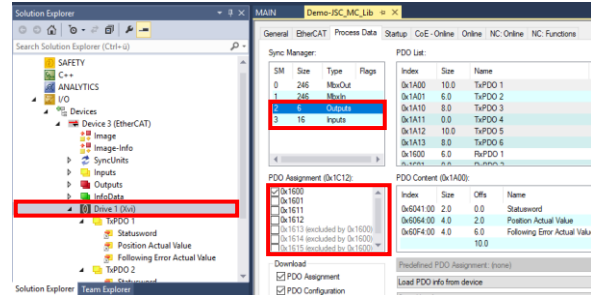 Solution Explorer
Search Solution Explorer (Ctrl+ü)
SAFETY
C++
ANALYTICS
I/O
Devices
Device 3 (EtherCAT)
Image
Image-Info
SyncUnits
Inputs
Outputs
InfoData
Drive 1 (Xvi)
TxPDO 1
Statusword
Position Actual Value
Following Error Actual Value
TxPDO 2
Statusword
Solution Explorer Team Explorer
MAIN Demo-JSC_MC_Lib
General EtherCAT Process Data Startup CoE - Online Online NC: Online NC: Functions
Sync Manager:
SM Size Type Flags
0 246 MbxOut
1 246 MbxIn
2 6 Outputs
3 16 Inputs
PDO List:
Index Size Name
0x1A00 10.0 TxPDO 1
0x1A01 6.0 TxPDO 2
0x1A10 8.0 TxPDO 3
0x1A11 0.0 TxPDO 4
0x1A12 10.0 TxPDO 5
0x1A13 8.0 TxPDO 6
0x1600 6.0 RxPDO 1
PDO Assignment (0x1C12):
0x1600
0x1601
0x1611
0x1612
0x1613 (excluded by 0x1600)
0x1614 (excluded by 0x1600)
0x1615 (excluded by 0x1600)
PDO Content (0x1A00):
Index Size Offs Name
0x6041:00 2.0 0.0 Statusword
0x6064:00 4.0 2.0 Position Actual Value
0x60F4:00 4.0 6.0 Following Error Actual Valu
10.0
Download
PDO Assignment
PDO Configuration
Predefined PDO Assignment: (none)
Load PDO info from device